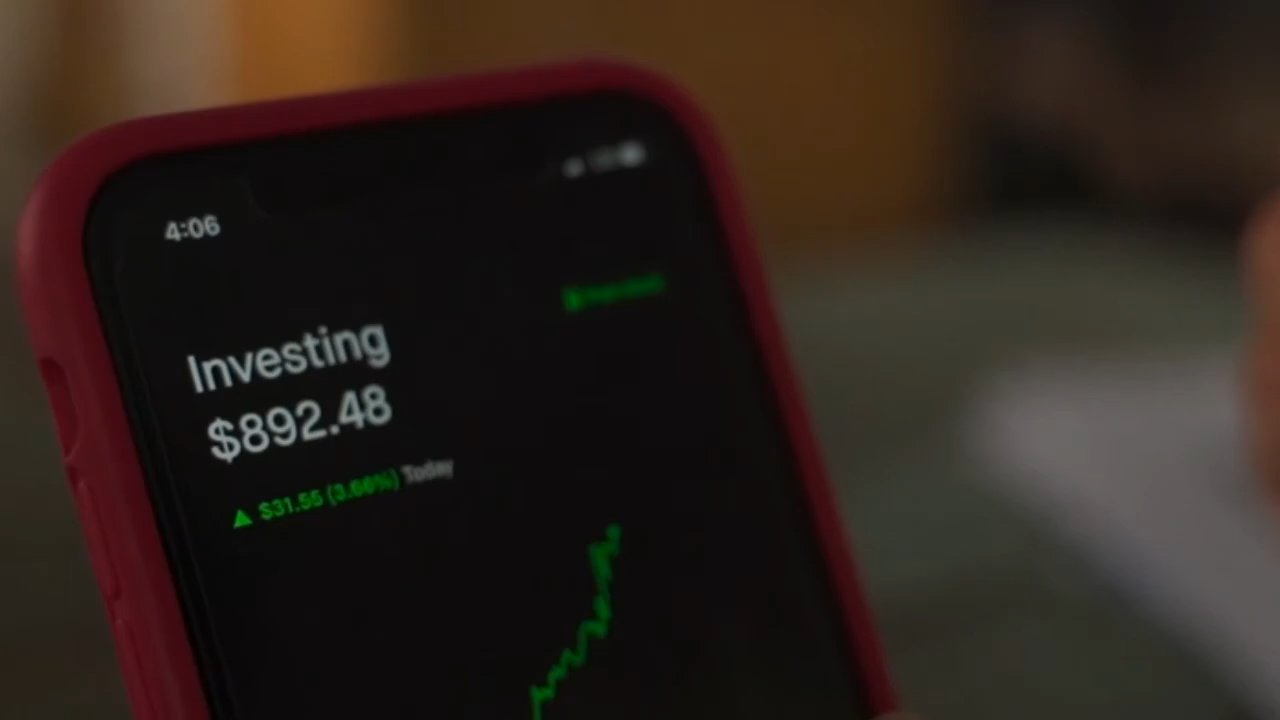 4:06
Investing
$892.48
▲ $31.55 (3.66%) Today